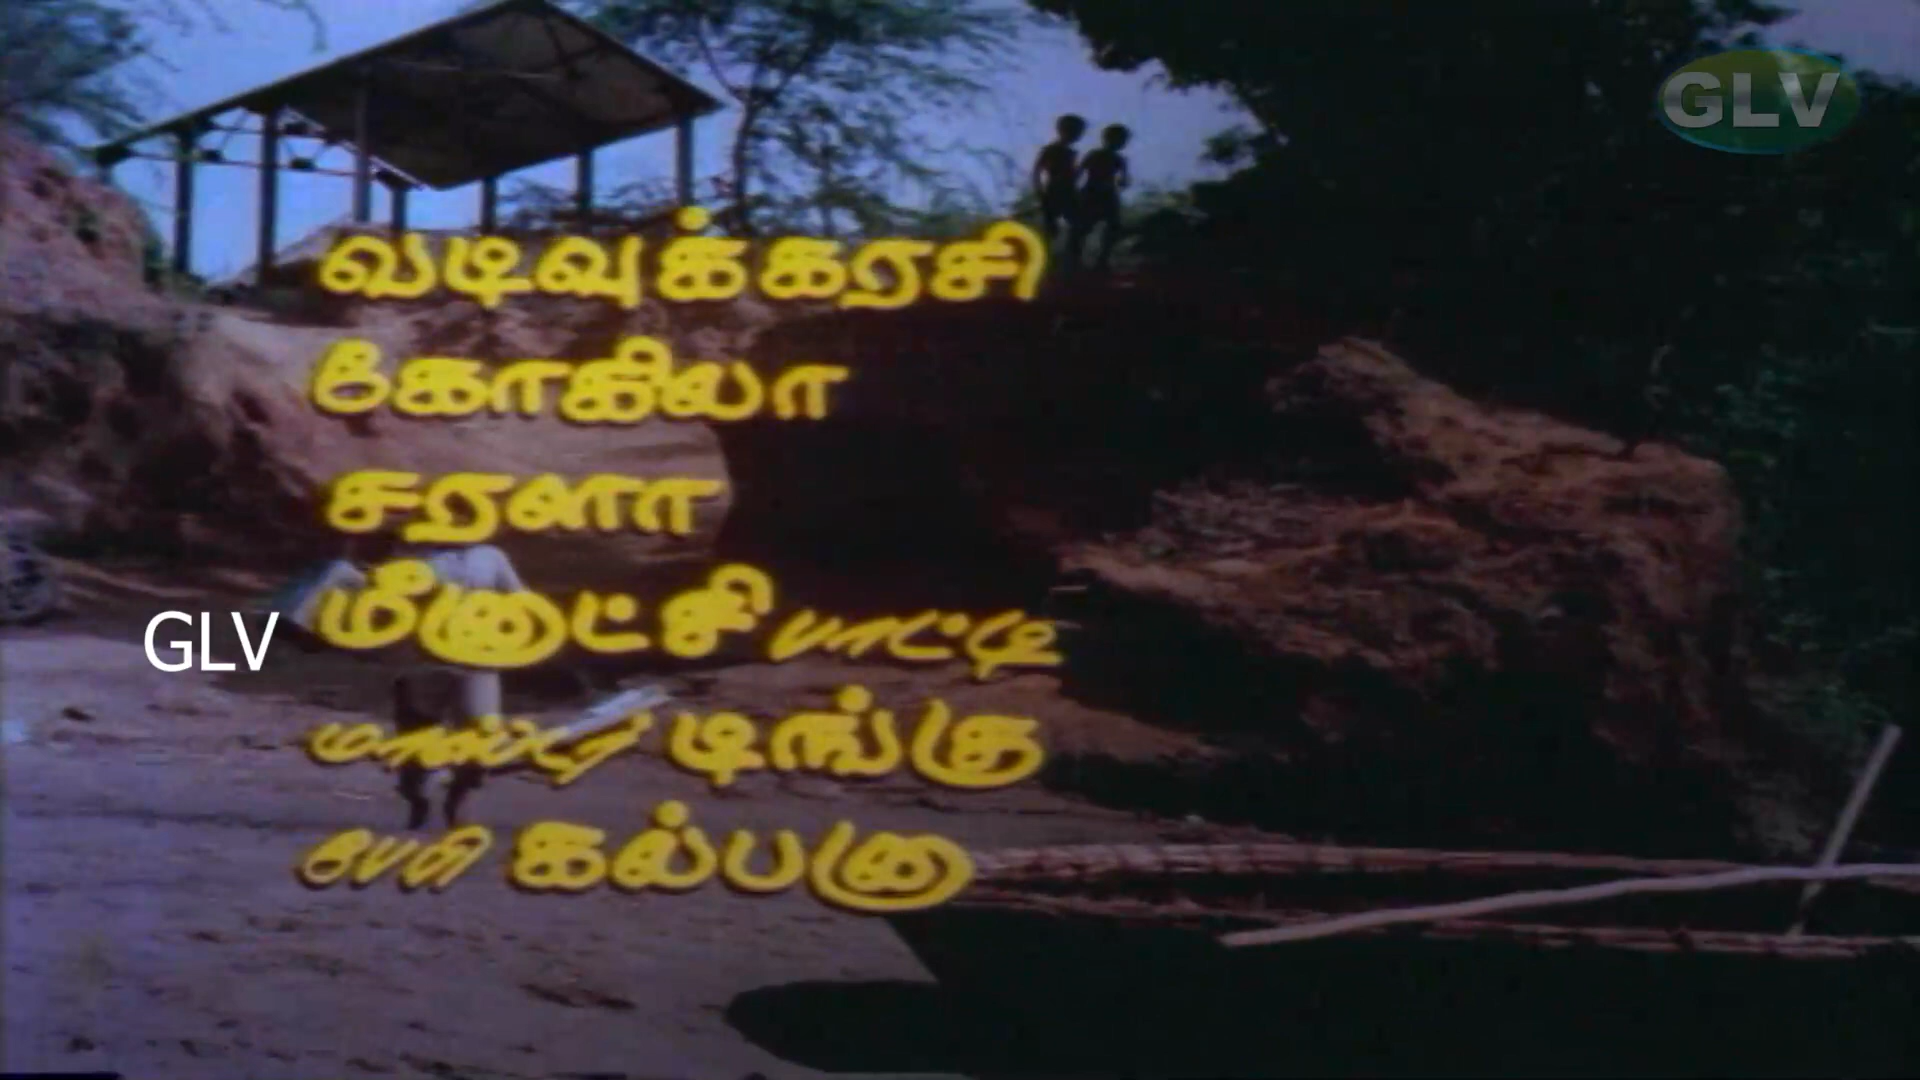 GLV
வடிவுக்கரசி
கோகிலா
சரளா
மீனாட்சி பாட்டி
GLV
மாஸ்டர் டிங்கு
பேபி கல்பனா